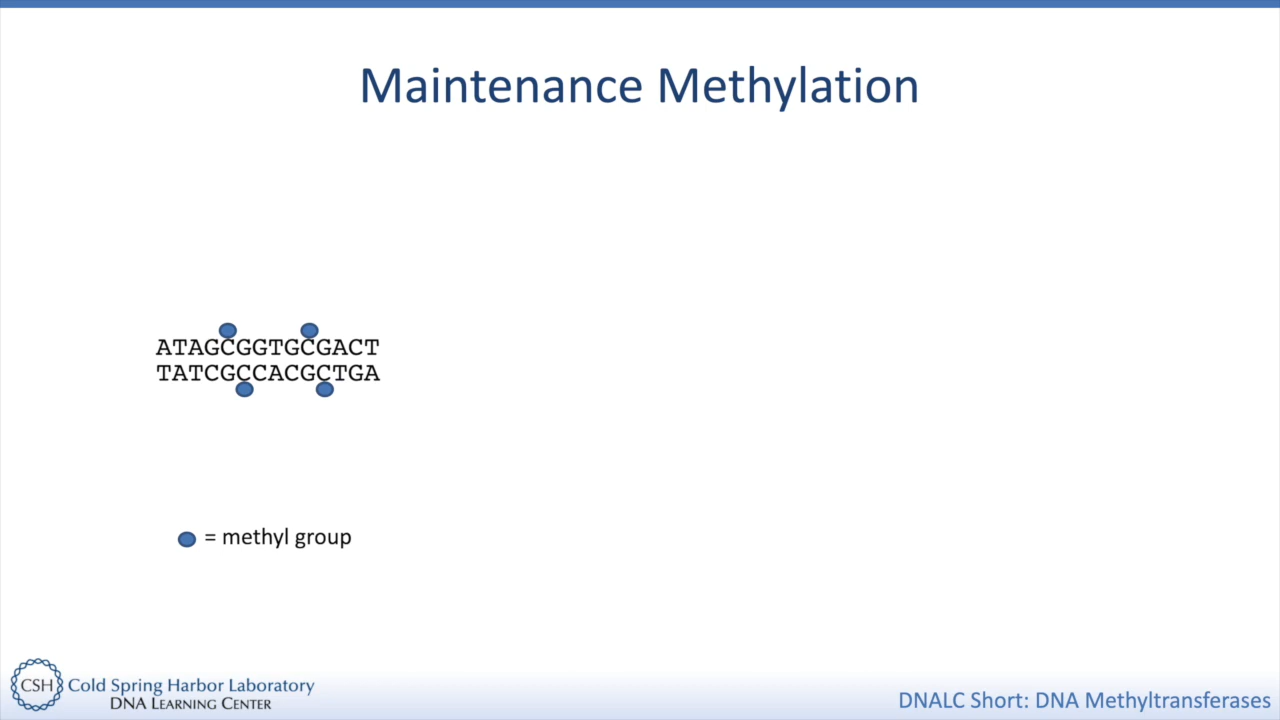 Maintenance Methylation
ATAGCGGTGCGACT
TATCGCCACGCTGA
= methyl group
CSH Cold Spring Harbor Laboratory
DNA LEARNING CENTER
DNALC Short: DNA Methyltransferases